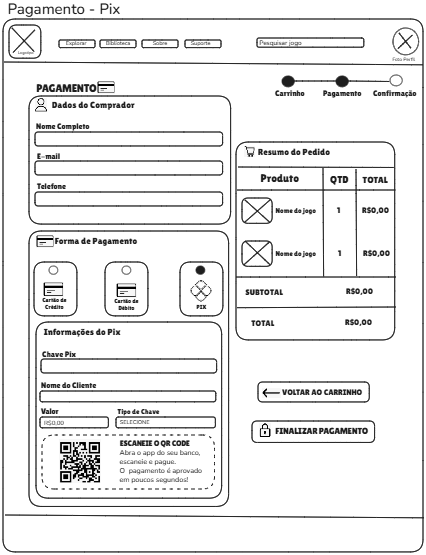 Pagamento - Pix
Logotipo
Explorar
Biblioteca
Sobre
Suporte
Pesquisar jogo
Foto Perfil
Carrinho
Pagamento
Confirmação
PAGAMENTO
Dados do Comprador
Nome Completo
E-mail
Telefone
Resumo do Pedido
Produto QTD TOTAL
Nome do jogo 1 R$0,00
Nome do jogo 1 R$0,00
SUBTOTAL R$0,00
TOTAL R$0,00
Forma de Pagamento
Cartão de
Crédito
Cartão de
Débito
PIX
Informações do Pix
Chave Pix
Nome do Cliente
Valor
R$0,00
Tipo de Chave
SELECIONE
ESCANEIE O QR CODE
Abra o app do seu banco,
escaneie e pague.
O pagamento é aprovado
em poucos segundos!
VOLTAR AO CARRINHO
FINALIZAR PAGAMENTO